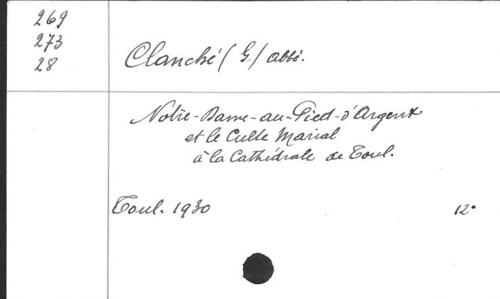 269
273
28
Clanché (G) abbé.
Notre-Dame-au-Pied-d'Argent
et le Culte Marial
à la Cathédrale de Toul.
Toul. 1930
12°